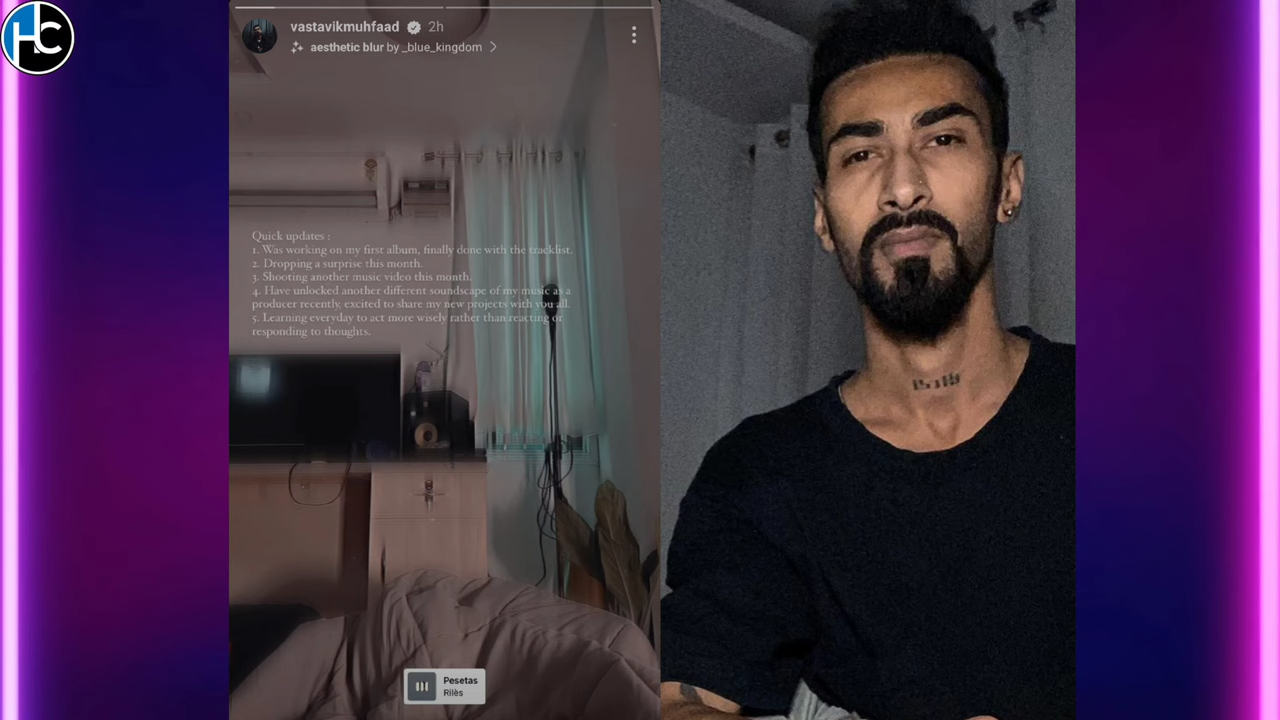 HC
vastavikmuhfaad 2h
aesthetic blur by _blue_kingdom >
Quick updates :
1. Was working on my first album, finally done with the tracklist.
2. Dropping a surprise this month.
3. Shooting another music video this month.
4. Have unlocked another different soundscape of my music as a
producer recently, excited to share my new projects with you all.
5. Learning everyday to act more wisely rather than reacting or
responding to thoughts.
Pesetas
Rilès